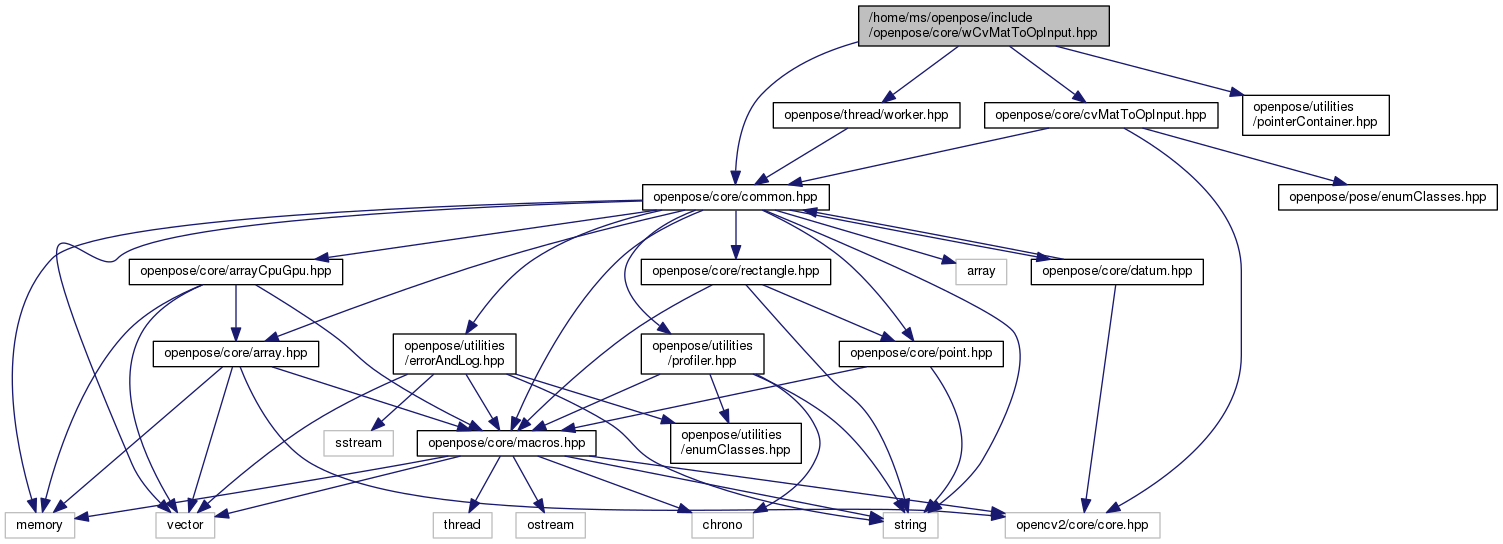 /home/ms/openpose/include
/openpose/core/wCvMatToOpInput.hpp
openpose/thread/worker.hpp
openpose/core/cvMatToOpInput.hpp
openpose/utilities
/pointerContainer.hpp
openpose/core/common.hpp
openpose/pose/enumClasses.hpp
openpose/core/arrayCpuGpu.hpp
openpose/core/rectangle.hpp
array
openpose/core/datum.hpp
openpose/core/array.hpp
openpose/utilities
/errorAndLog.hpp
openpose/utilities
/profiler.hpp
openpose/core/point.hpp
sstream
openpose/core/macros.hpp
openpose/utilities
/enumClasses.hpp
memory
vector
thread
ostream
chrono
string
opencv2/core/core.hpp